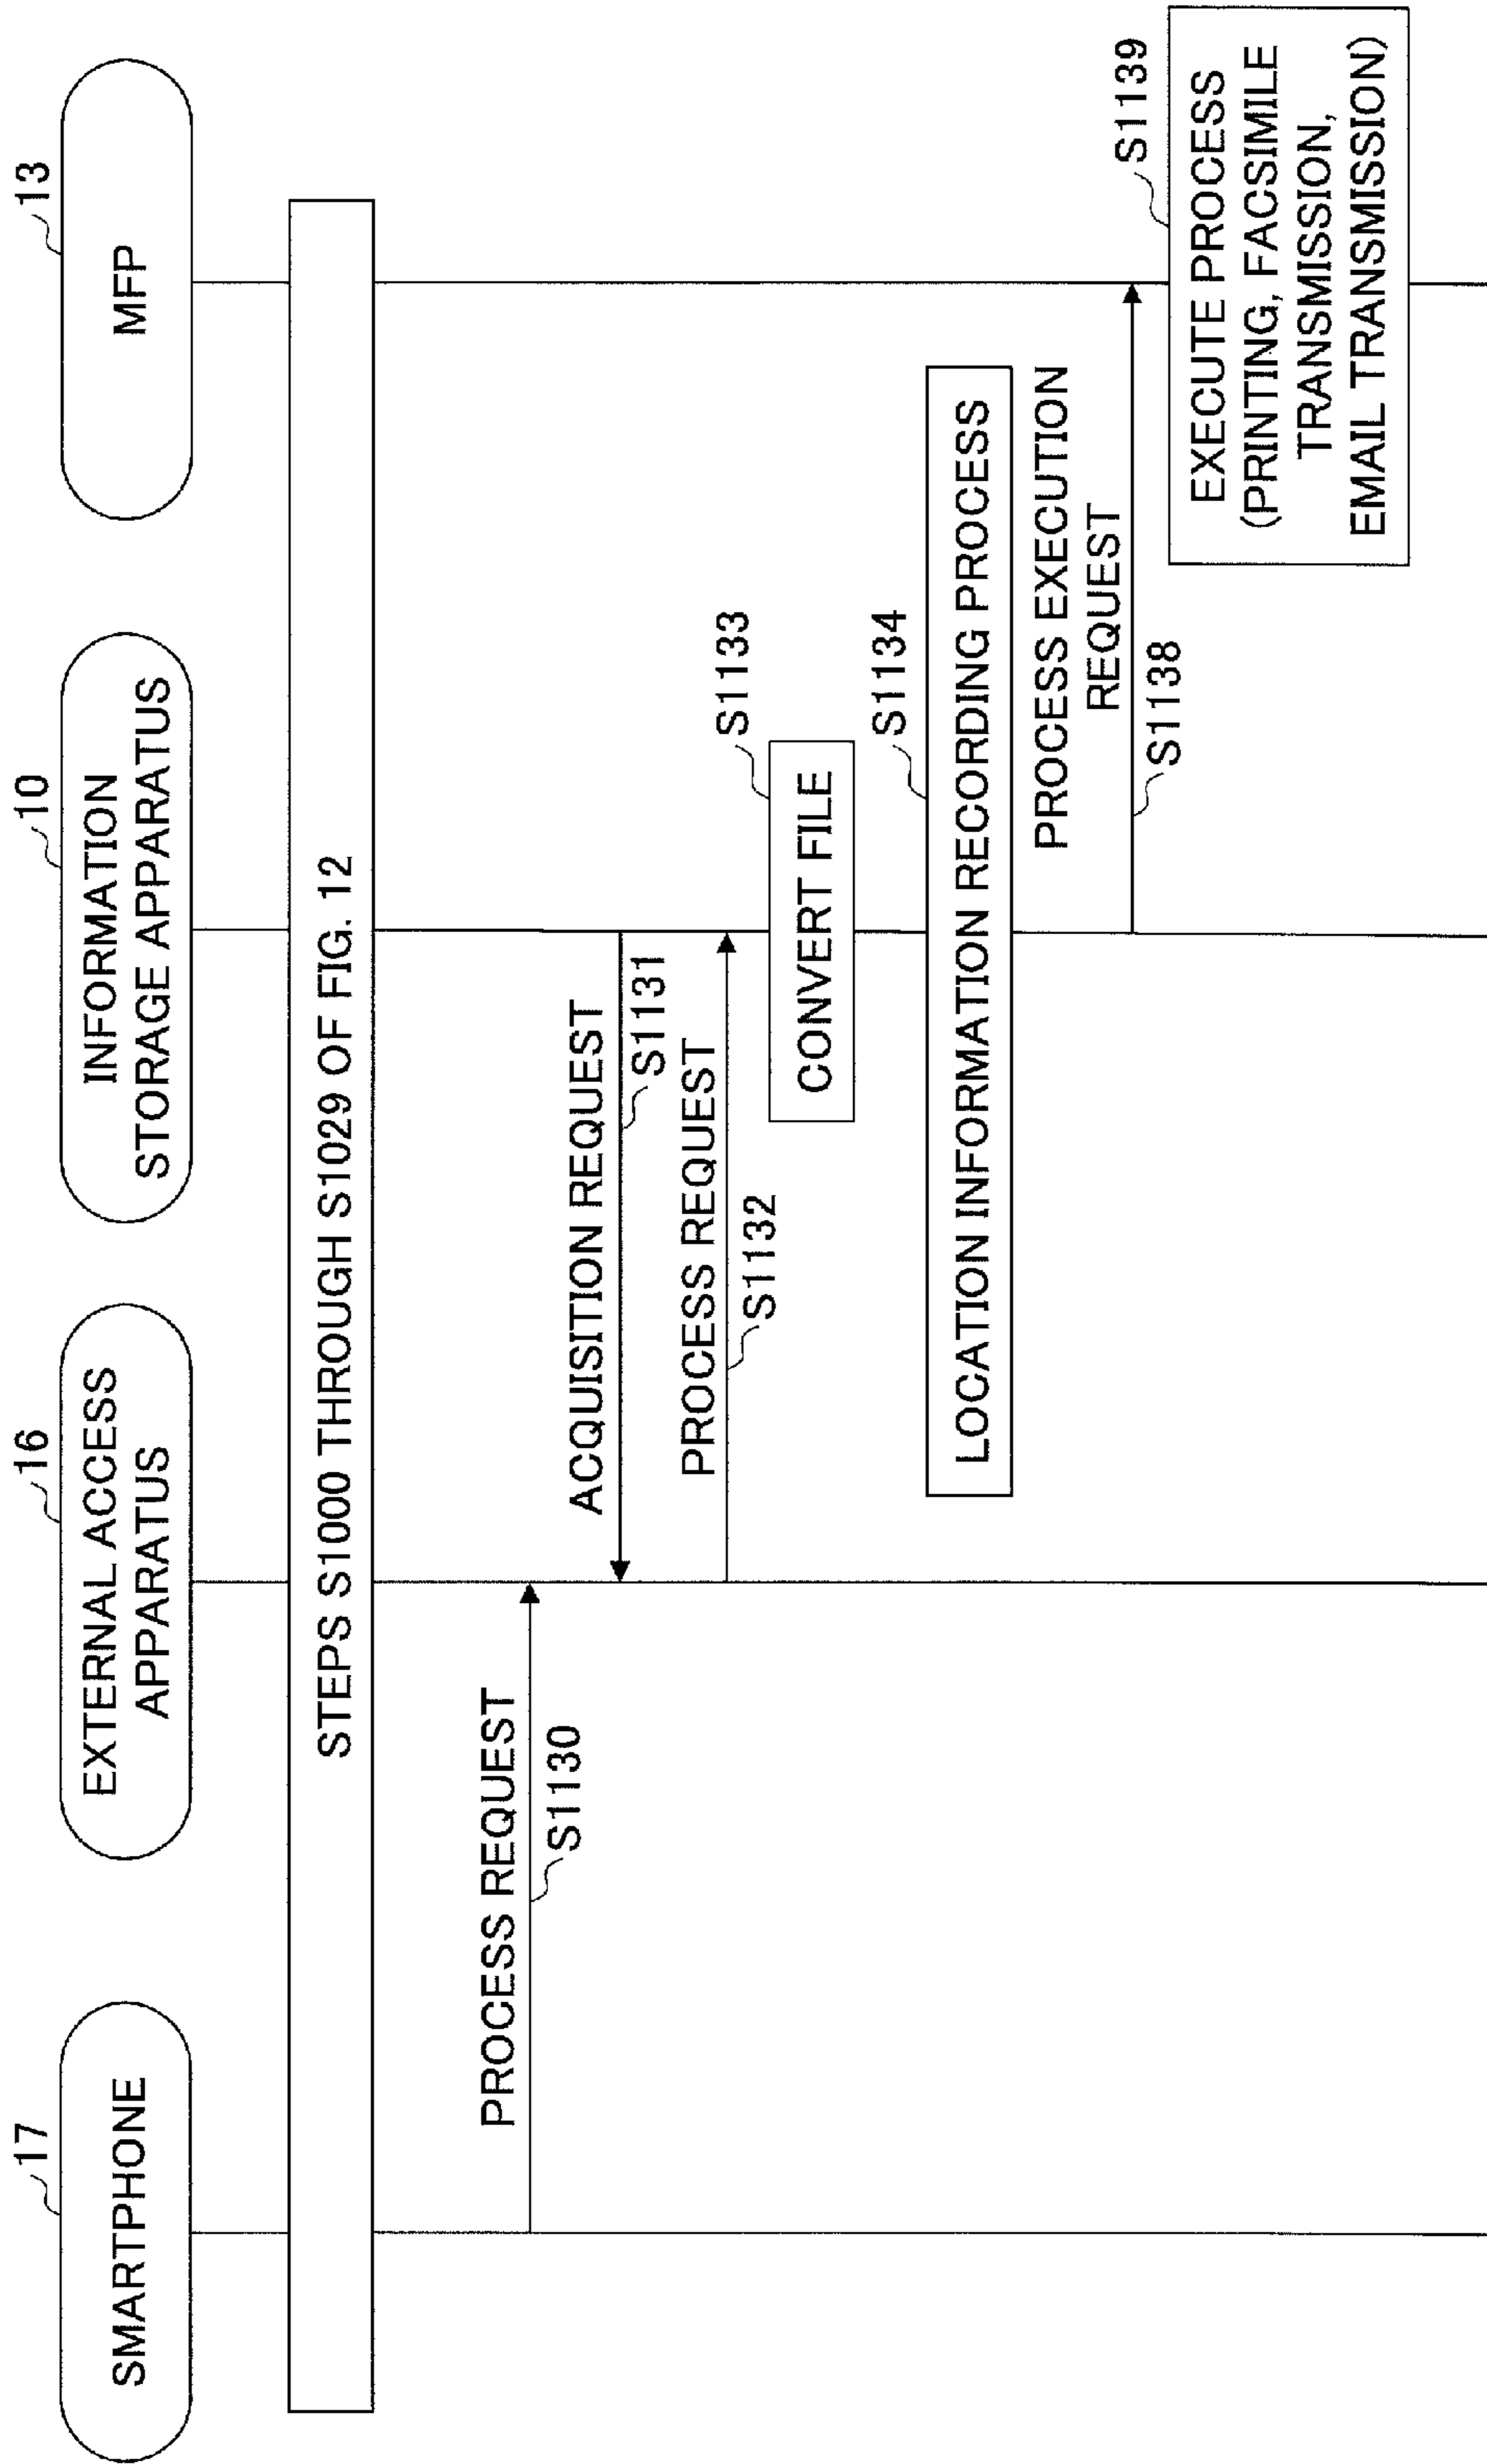 17
SMARTPHONE
16
EXTERNAL ACCESS
APPARATUS
10
INFORMATION
STORAGE APPARATUS
13
MFP
STEPS S1000 THROUGH S1029 OF FIG. 12
PROCESS REQUEST
S1130
ACQUISITION REQUEST
S1131
PROCESS REQUEST
S1132
S1133
CONVERT FILE
S1134
LOCATION INFORMATION RECORDING PROCESS
PROCESS EXECUTION
REQUEST
S1138
S1139
EXECUTE PROCESS
(PRINTING, FACSIMILE
TRANSMISSION,
EMAIL TRANSMISSION)